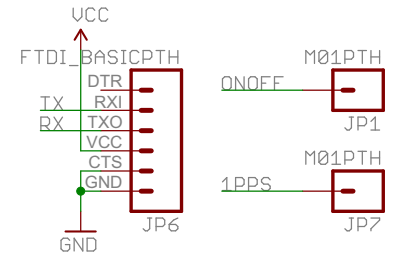 VCC
FTDI_BASICPTH
DTR
TX RXI
RX TXO
VCC
CTS
GND
JP6
GND
M01PTH
ONOFF
JP1
M01PTH
1PPS
JP7